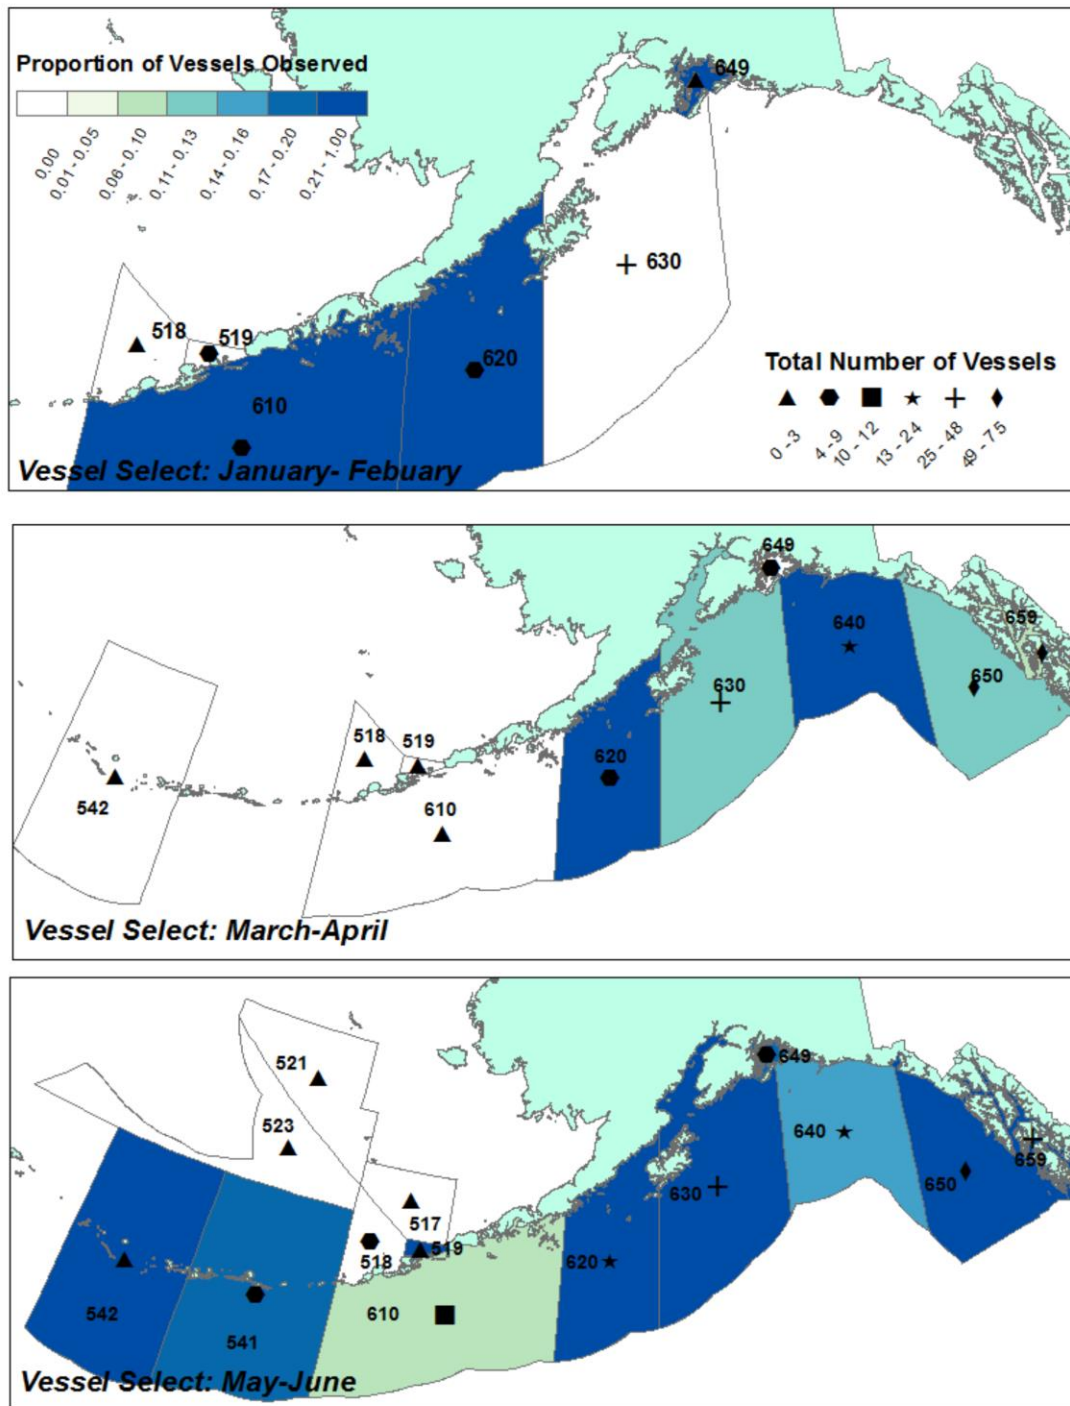 Proportion of Vessels Observed
0.00
0.01 - 0.05
0.06 - 0.10
0.11 - 0.13
0.14 - 0.16
0.17 - 0.20
0.21 - 1.00
649
630
518
519
620
610
Total Number of Vessels
0 - 3
4 - 9
10 - 12
13 - 24
25 - 48
49 - 75
Vessel Select: January- Febuary
649
659
640
650
630
518
519
620
542
610
Vessel Select: March-April
521
649
523
640
659
650
630
517
519
518
620
542
610
541
Vessel Select: May-June